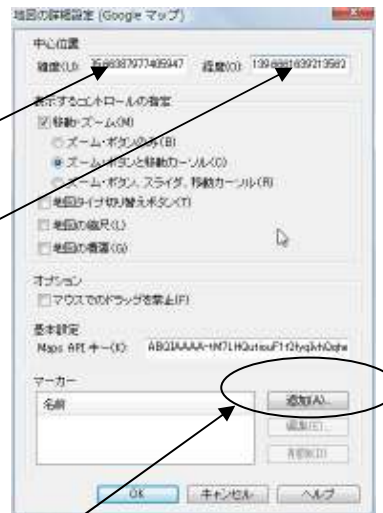 地図の詳細設定 (Google マップ)
中心位置
緯度(U): 35.66387977405947 経度(O): 139.6661639213562
表示するコントロールの指定
移動・ズーム(M)
ズーム・ボタンのみ(B)
ズーム・ボタンと移動カーソル(C)
ズーム・ボタン、スライダ、移動カーソル(R)
地図タイプ切り替えボタン(T)
地図の縮尺(L)
地図の概要(G)
オプション
マウスでのドラッグを禁止(F)
基本設定
Maps API キー(K):
マーカー
名前
追加(A)...
編集(E)...
削除(D)
OK キャンセル ヘルプ